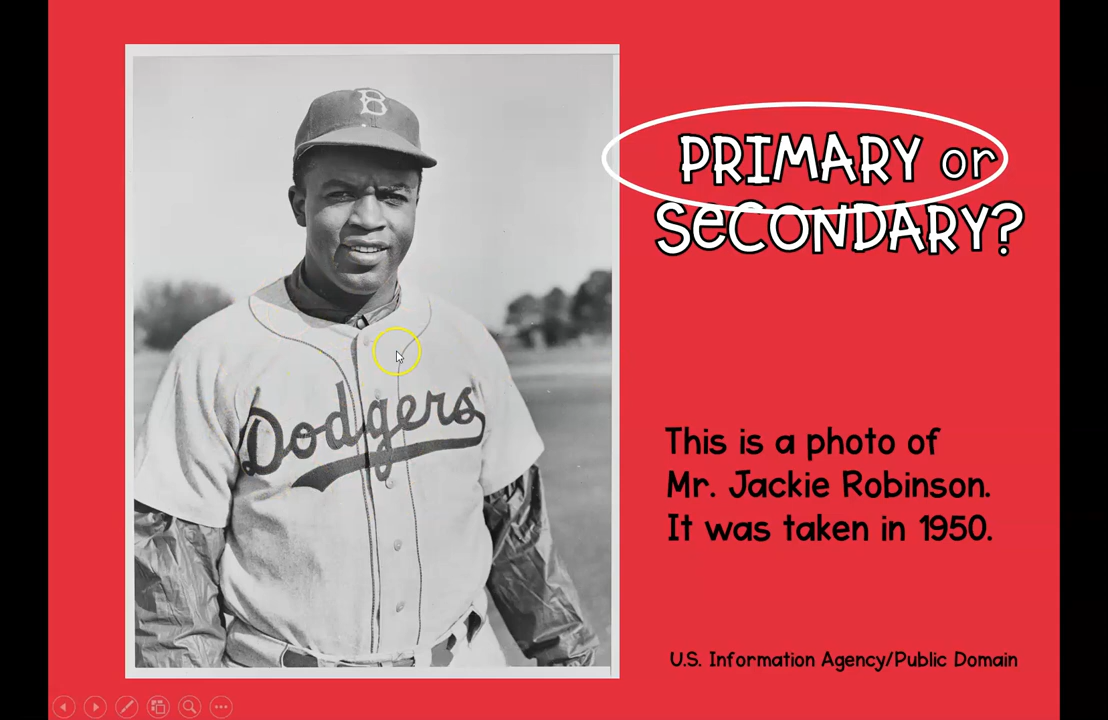 B
Dodgers
PRIMARY or
SeCONDARY?
This is a photo of
Mr. Jackie Robinson.
It was taken in 1950.
U.S. Information Agency/Public Domain